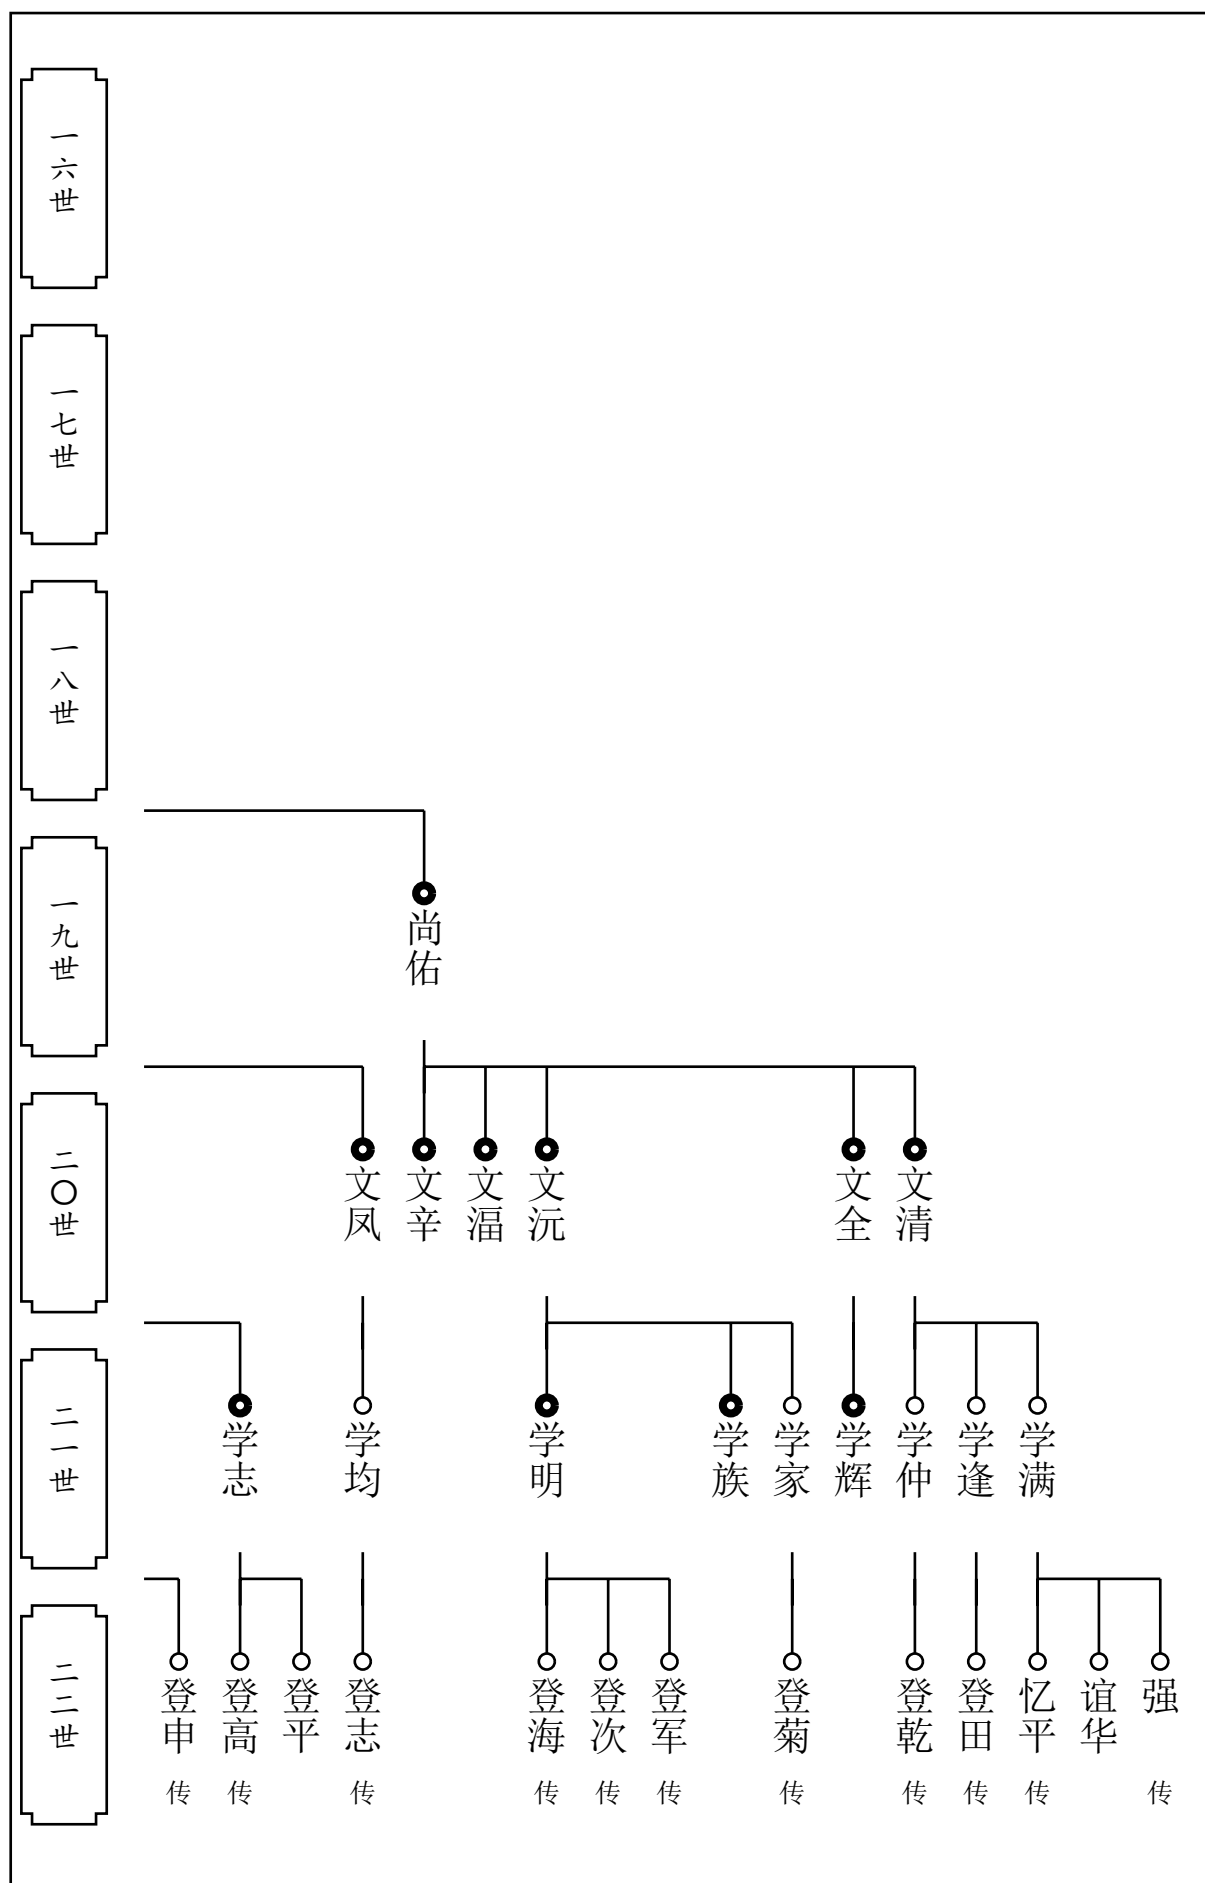 一六世
一七世
一八世
一九世
二〇世
二一世
二二世
尚佑
文凤
文辛
文湢
文沅
文全
文清
学志
学均
学明
学族
学家
学辉
学仲
学逢
学满
登申
登高
登平
登志
登海
登次
登军
登菊
登乾
登田
忆平
谊华
强
传
传
传
传
传
传
传
传
传
传
传